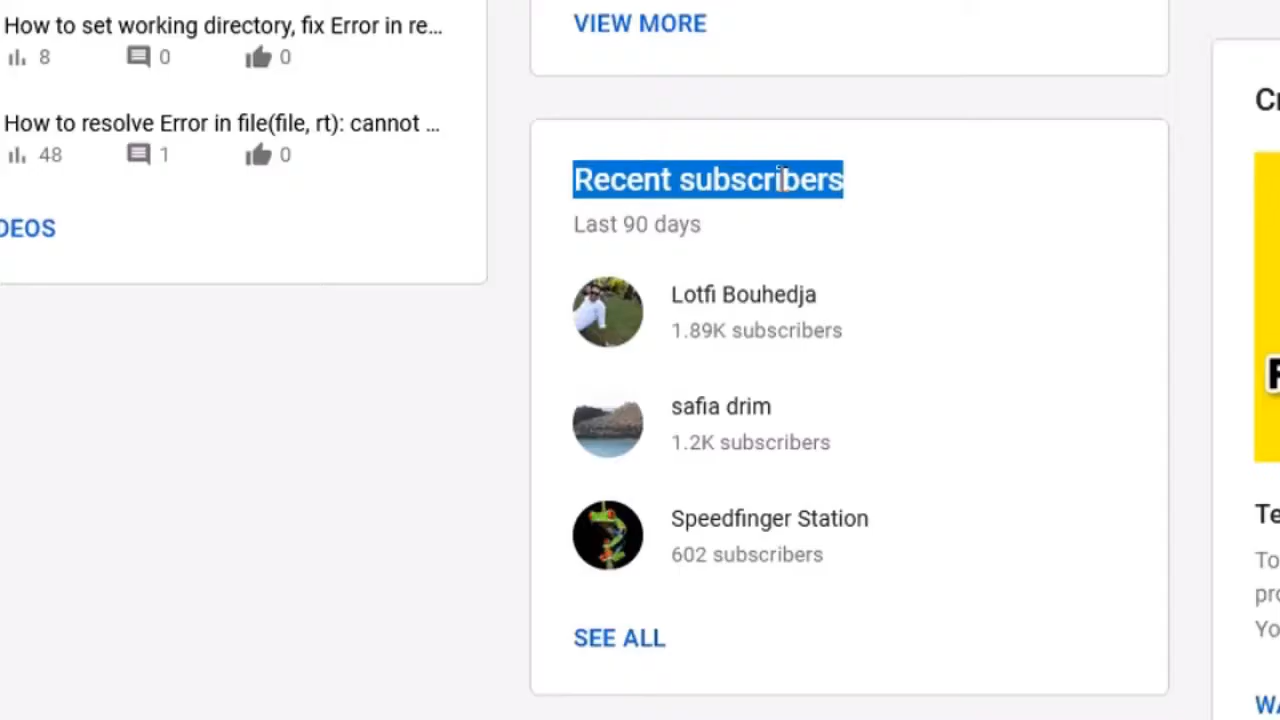 How to set working directory, fix Error in re...
8 0 0
How to resolve Error in file(file, rt): cannot ...
48 1 0
DEOS
VIEW MORE
Recent subscribers
Last 90 days
Lotfi Bouhedja
1.89K subscribers
safia drim
1.2K subscribers
Speedfinger Station
602 subscribers
SEE ALL
Cr
F
Te
To
pro
Yo
WA